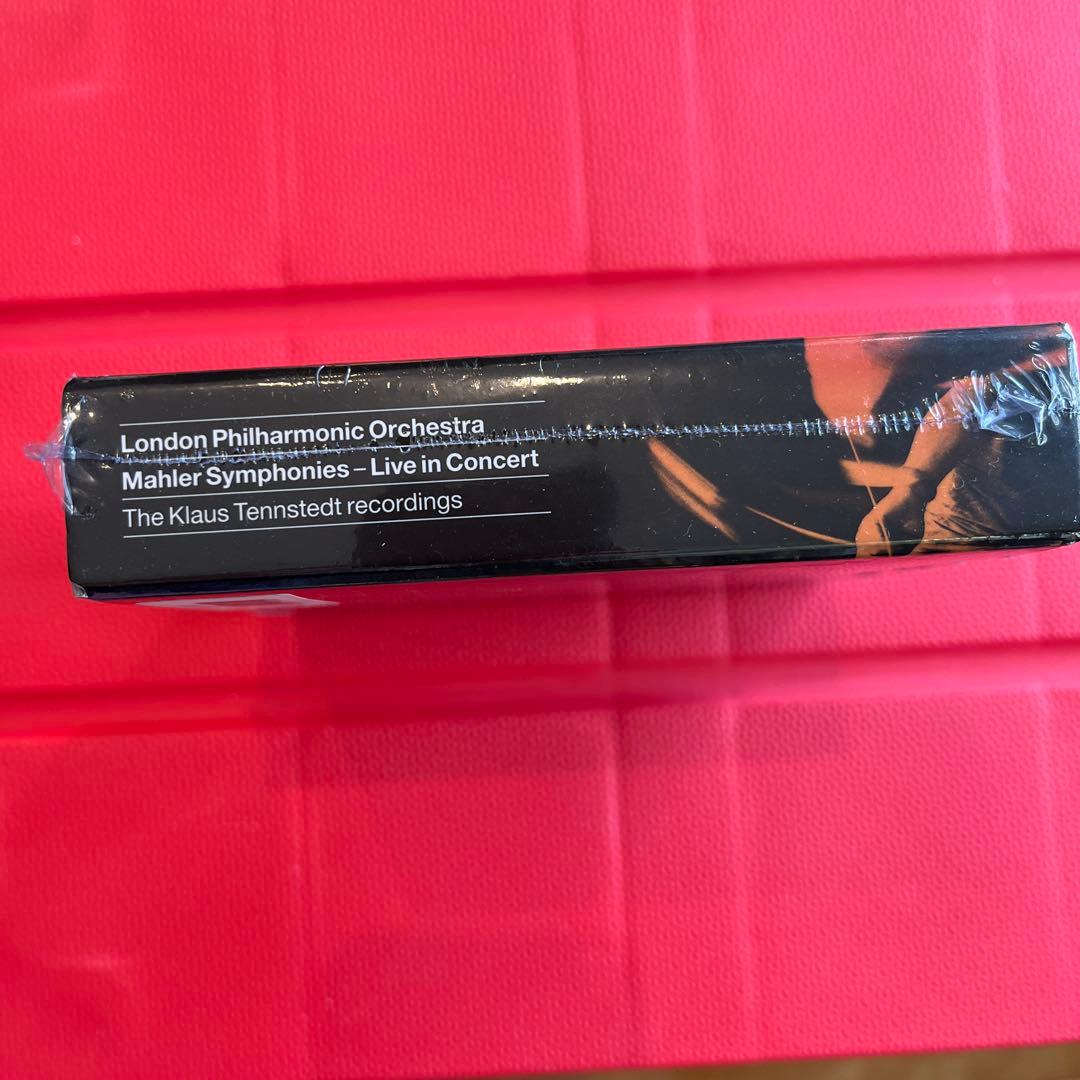 London Philharmonic Orchestra
Mahler Symphonies – Live in Concert
The Klaus Tennstedt recordings